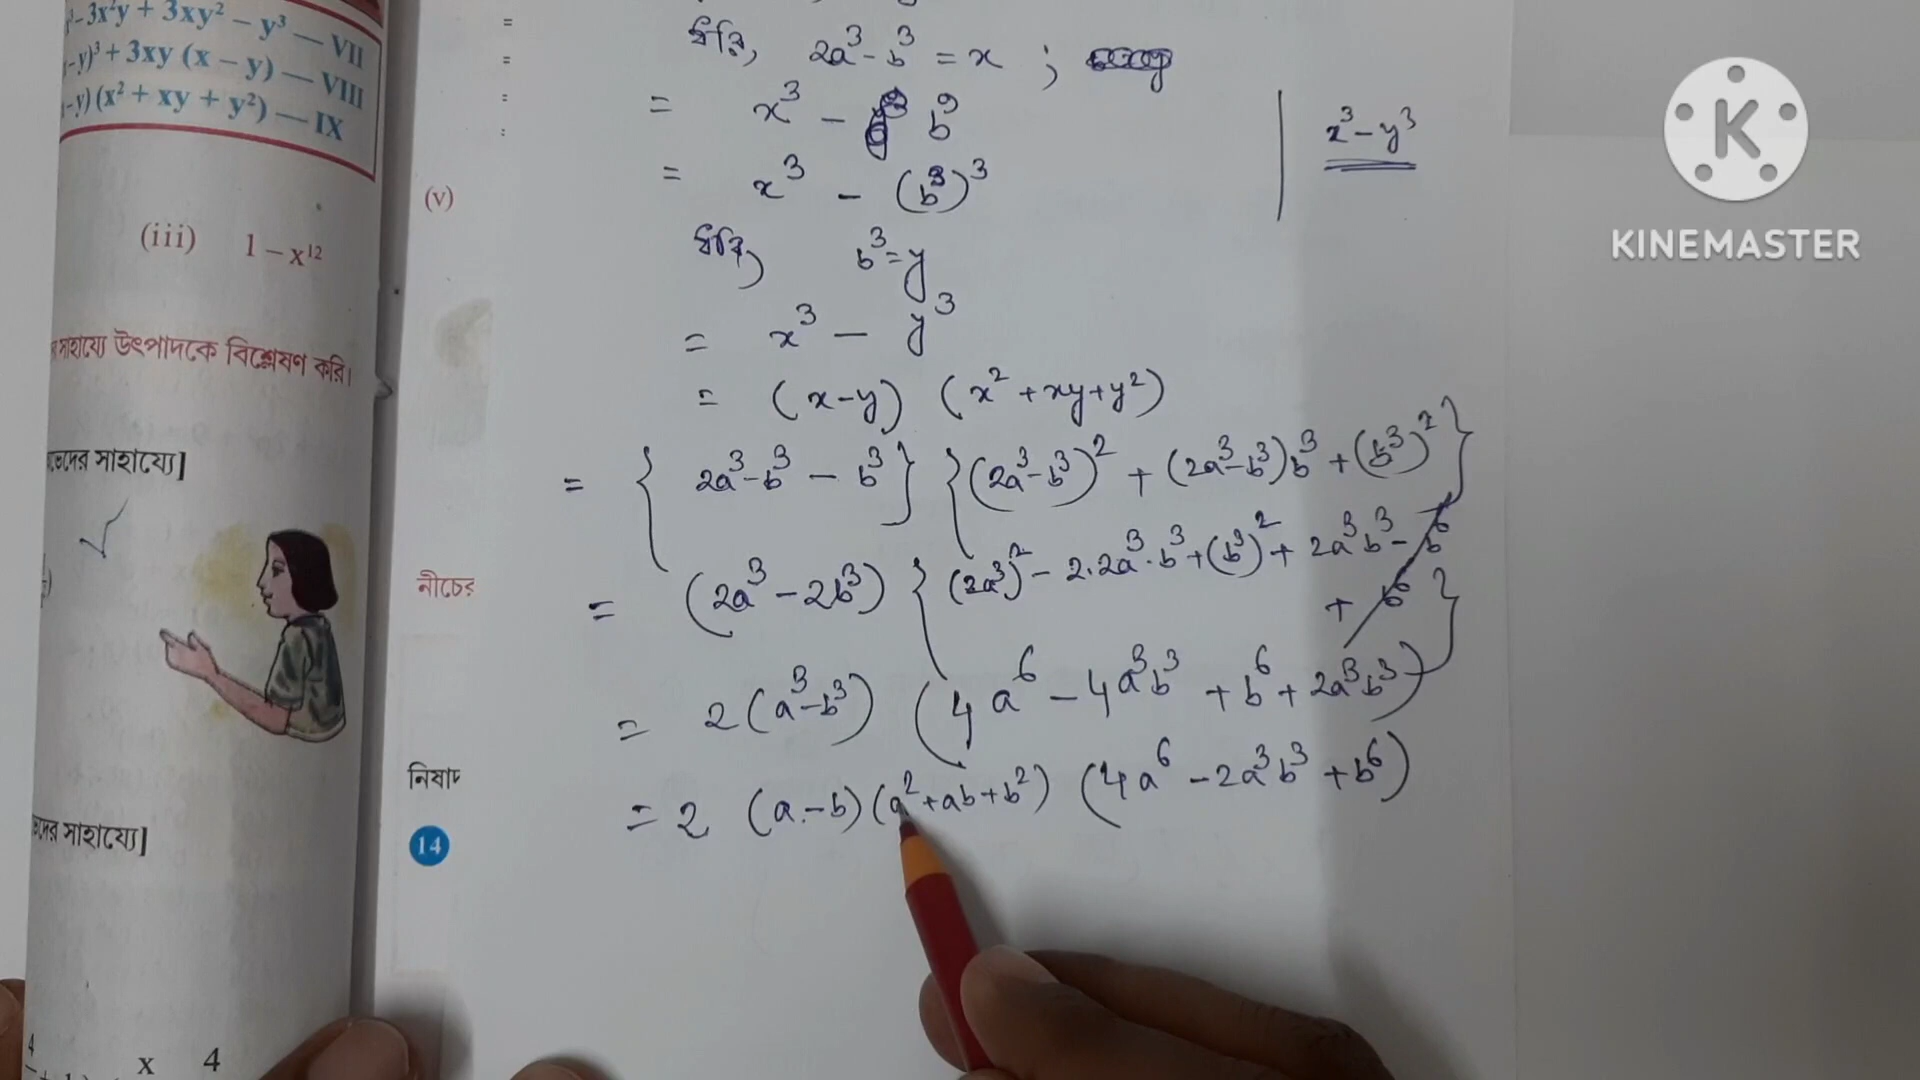 ³ – 3x²y + 3xy² – y³ — VII
– y)³ + 3xy (x – y) — VIII
– y) (x² + xy + y²) — IX
(iii) 1 – x¹²
সাহায্যে উৎপাদকে বিশ্লেষণ করি।
ভেদের সাহায্যে]
ভেদের সাহায্যে]
x 4
(v)
নীচের
14
ধরি, 2a³ - b³ = x ;
= x³ - b⁹
= x³ - (b³)³
x³ - y³
ধরি, b³ = y
= x³ - y³
= (x-y) (x² + xy + y²)
= { 2a³-b³ - b³ } { (2a³-b³)² + (2a³-b³)b³ + (b³)² }
= (2a³ - 2b³) { (2a³)² - 2·2a³·b³ + (b³)² + 2a³b³ - b⁶
+ b⁶ }
= 2(a³-b³) (4a⁶ - 4a³b³ + b⁶ + 2a³b³)
= 2 (a-b)(a²+ab+b²) (4a⁶ - 2a³b³ + b⁶)
K
KINEMASTER